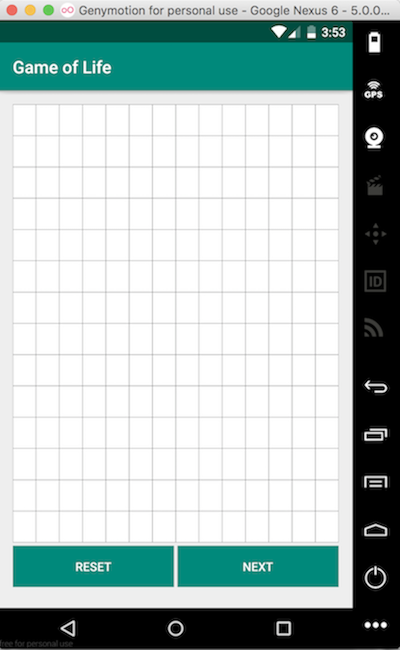 Genymotion for personal use - Google Nexus 6 - 5.0.0...
3:53
Game of Life
GPS
ID
RESET
NEXT
free for personal use